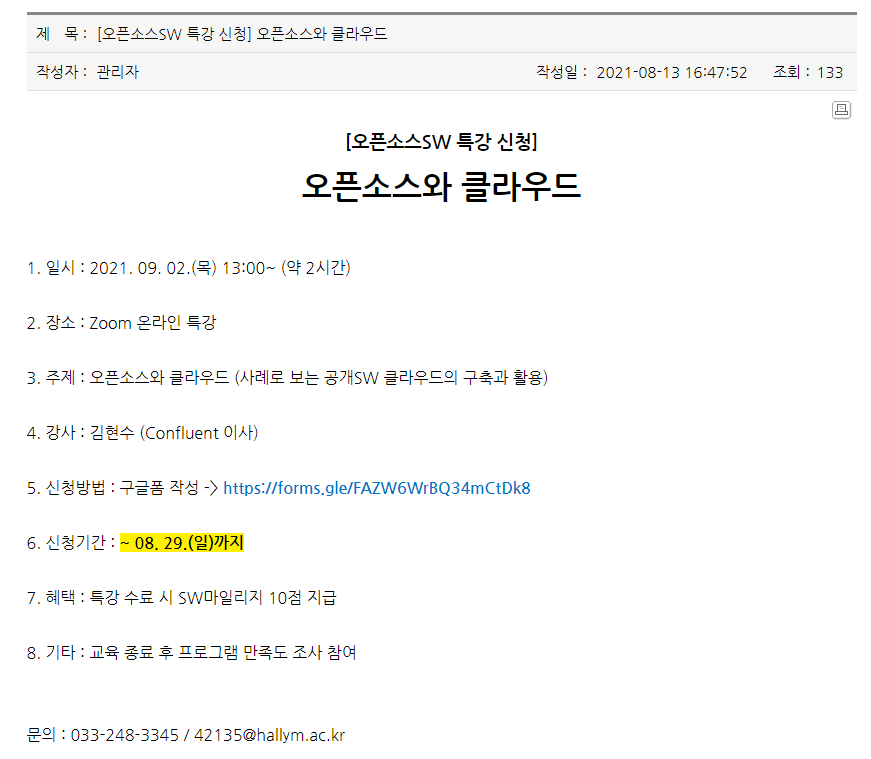 제 목 : [오픈소스SW 특강 신청] 오픈소스와 클라우드
작성자 : 관리자 작성일 : 2021-08-13 16:47:52 조회 : 133
[오픈소스SW 특강 신청]
오픈소스와 클라우드
1. 일시 : 2021. 09. 02.(목) 13:00~ (약 2시간)
2. 장소 : Zoom 온라인 특강
3. 주제 : 오픈소스와 클라우드 (사례로 보는 공개SW 클라우드의 구축과 활용)
4. 강사 : 김현수 (Confluent 이사)
5. 신청방법 : 구글폼 작성 -> https://forms.gle/FAZW6WrBQ34mCtDk8
6. 신청기간 : ~ 08. 29.(일)까지
7. 혜택 : 특강 수료 시 SW마일리지 10점 지급
8. 기타 : 교육 종료 후 프로그램 만족도 조사 참여
문의 : 033-248-3345 / 42135@hallym.ac.kr